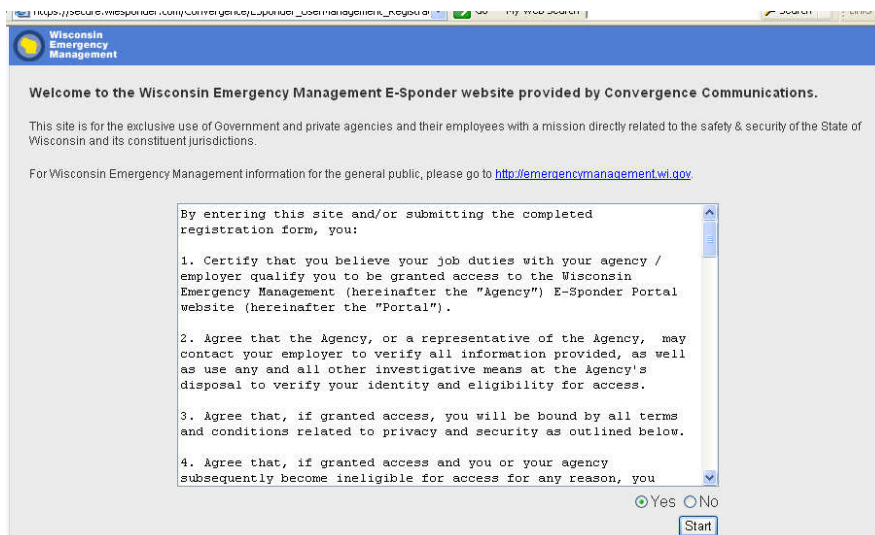 https://secure.wiesponder.com/Convergence/ESponder_UserManagement_Registrat Go My Web Search Search Links
Wisconsin
Emergency
Management
Welcome to the Wisconsin Emergency Management E-Sponder website provided by Convergence Communications.
This site is for the exclusive use of Government and private agencies and their employees with a mission directly related to the safety & security of the State of
Wisconsin and its constituent jurisdictions.
For Wisconsin Emergency Management information for the general public, please go to http://emergencymanagement.wi.gov.
By entering this site and/or submitting the completed
registration form, you:
1. Certify that you believe your job duties with your agency /
employer qualify you to be granted access to the Wisconsin
Emergency Management (hereinafter the "Agency") E-Sponder Portal
website (hereinafter the "Portal").
2. Agree that the Agency, or a representative of the Agency, may
contact your employer to verify all information provided, as well
as use any and all other investigative means at the Agency's
disposal to verify your identity and eligibility for access.
3. Agree that, if granted access, you will be bound by all terms
and conditions related to privacy and security as outlined below.
4. Agree that, if granted access and you or your agency
subsequently become ineligible for access for any reason, you
Yes No
Start